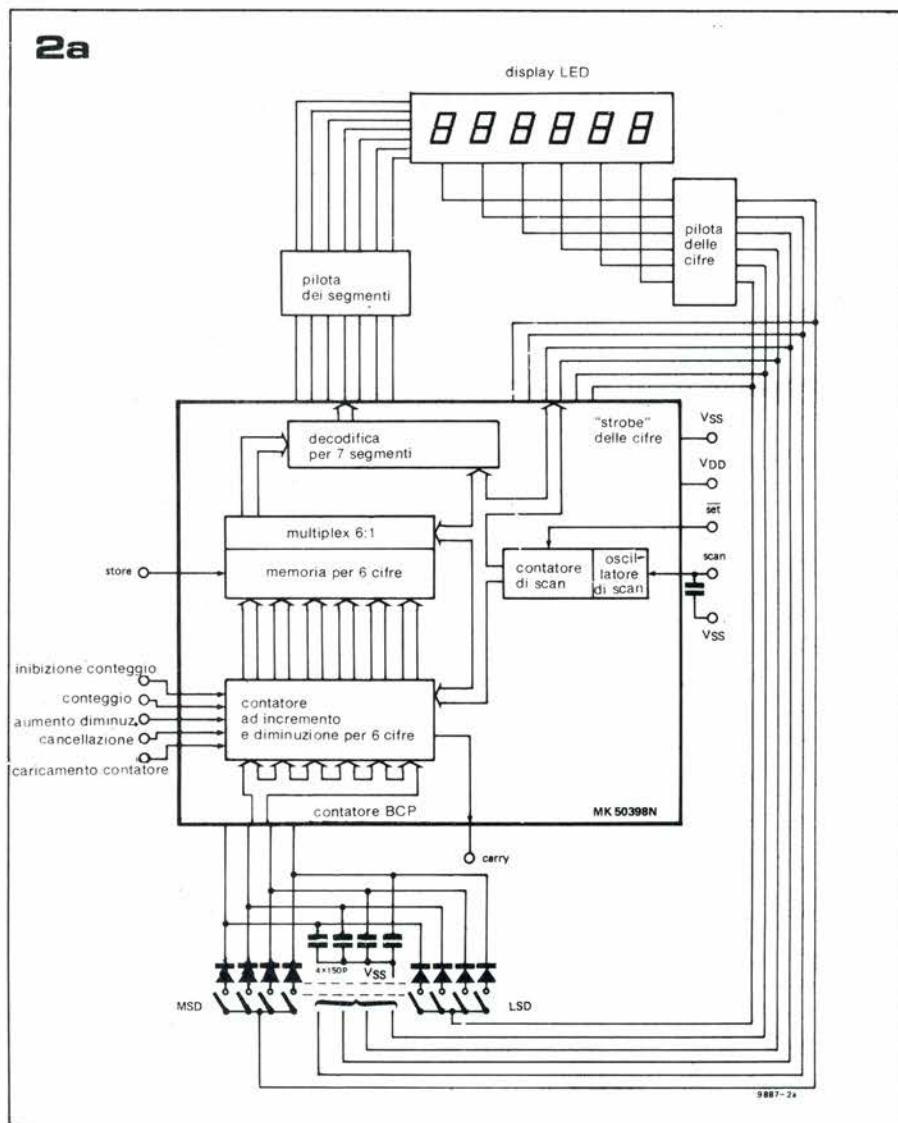 2a
display LED
pilota
delle
cifre
pilota
dei segmenti
"strobe"
delle cifre
VSS
VDD
set
scan
VSS
decodifica
per 7 segmenti
multiplex 6:1
memoria per 6 cifre
contatore
di scan
oscil-
latore
di scan
store
inibizione conteggio
conteggio
aumento diminuz.
cancellazione
caricamento contatore
contatore
ad incremento
e diminuzione per 6 cifre
contatore BCP
MK 50398N
carry
4×150p
VSS
MSD
LSD
9887-2a